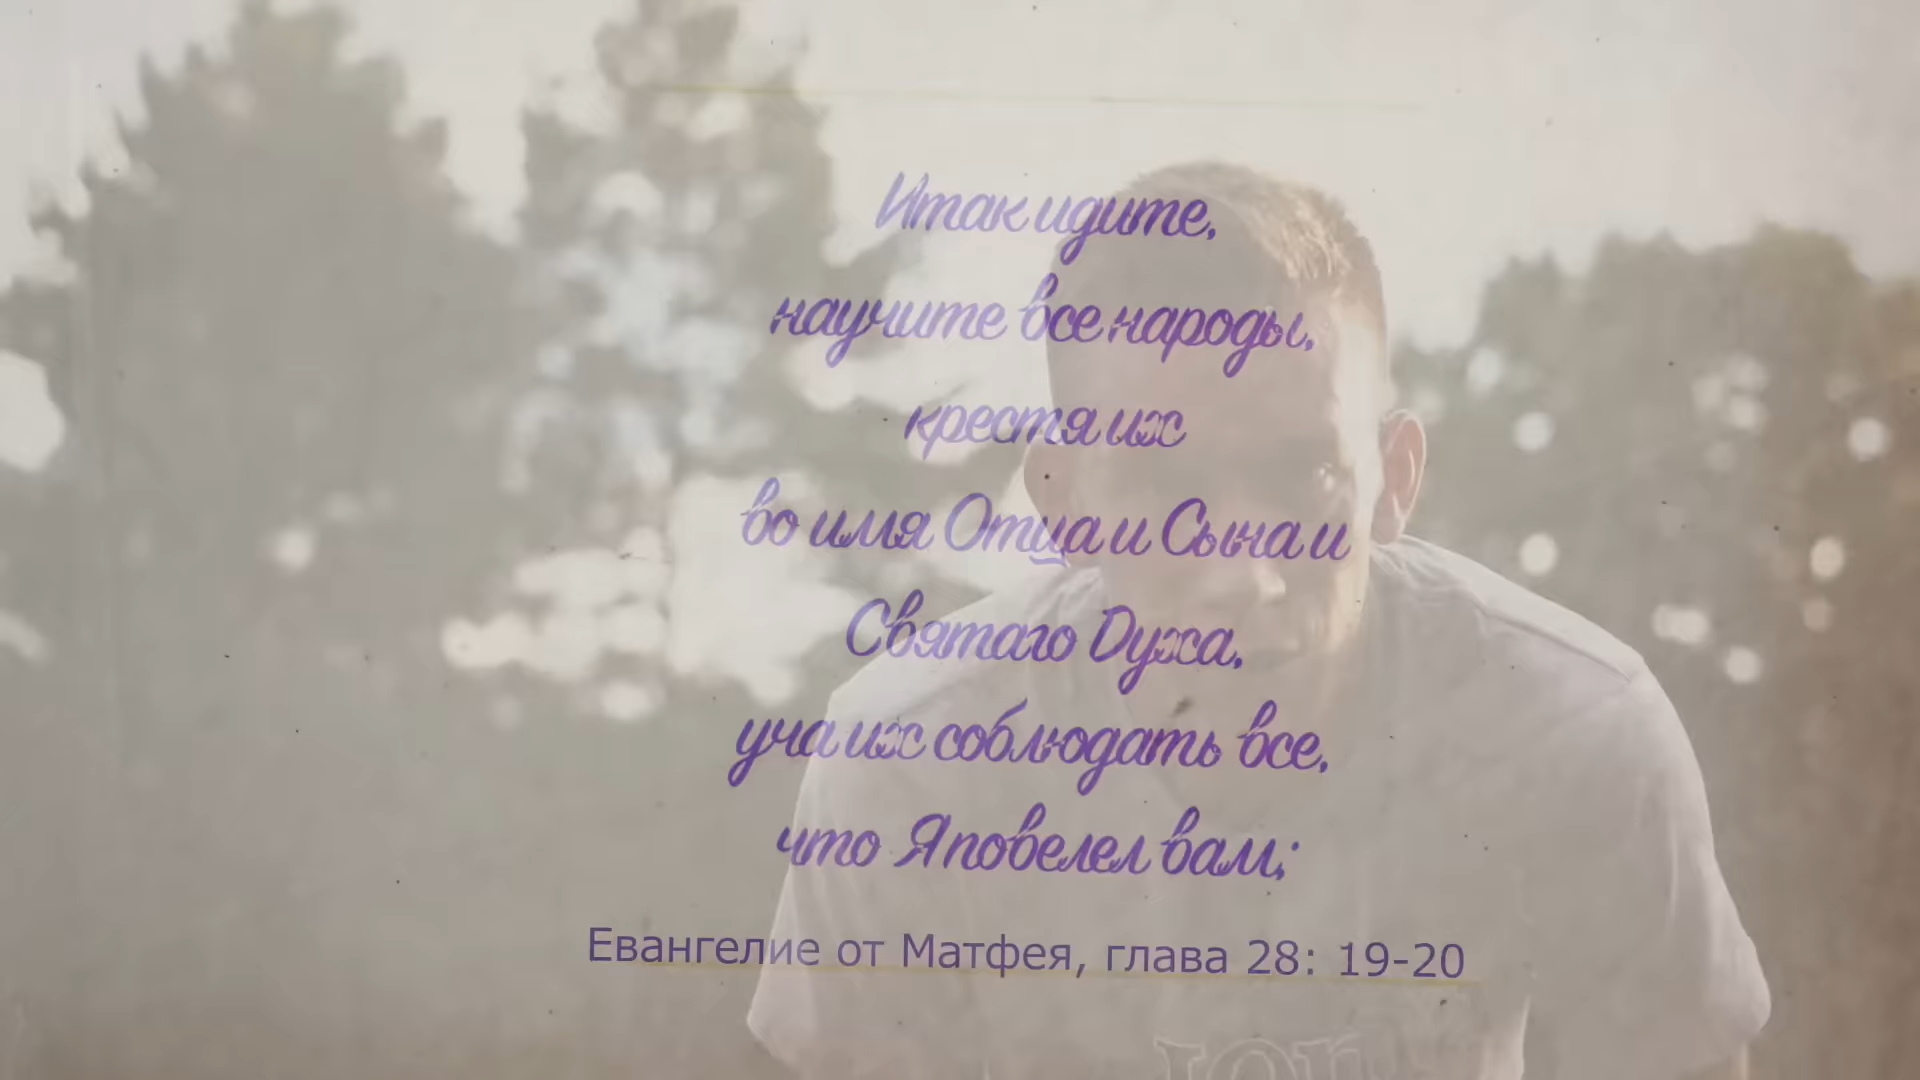 Итак идите,
научите все народы,
крестя их
во имя Отца и Сына и
Святаго Духа,
уча их соблюдать все,
что Я повелел вам;
Евангелие от Матфея, глава 28: 19-20